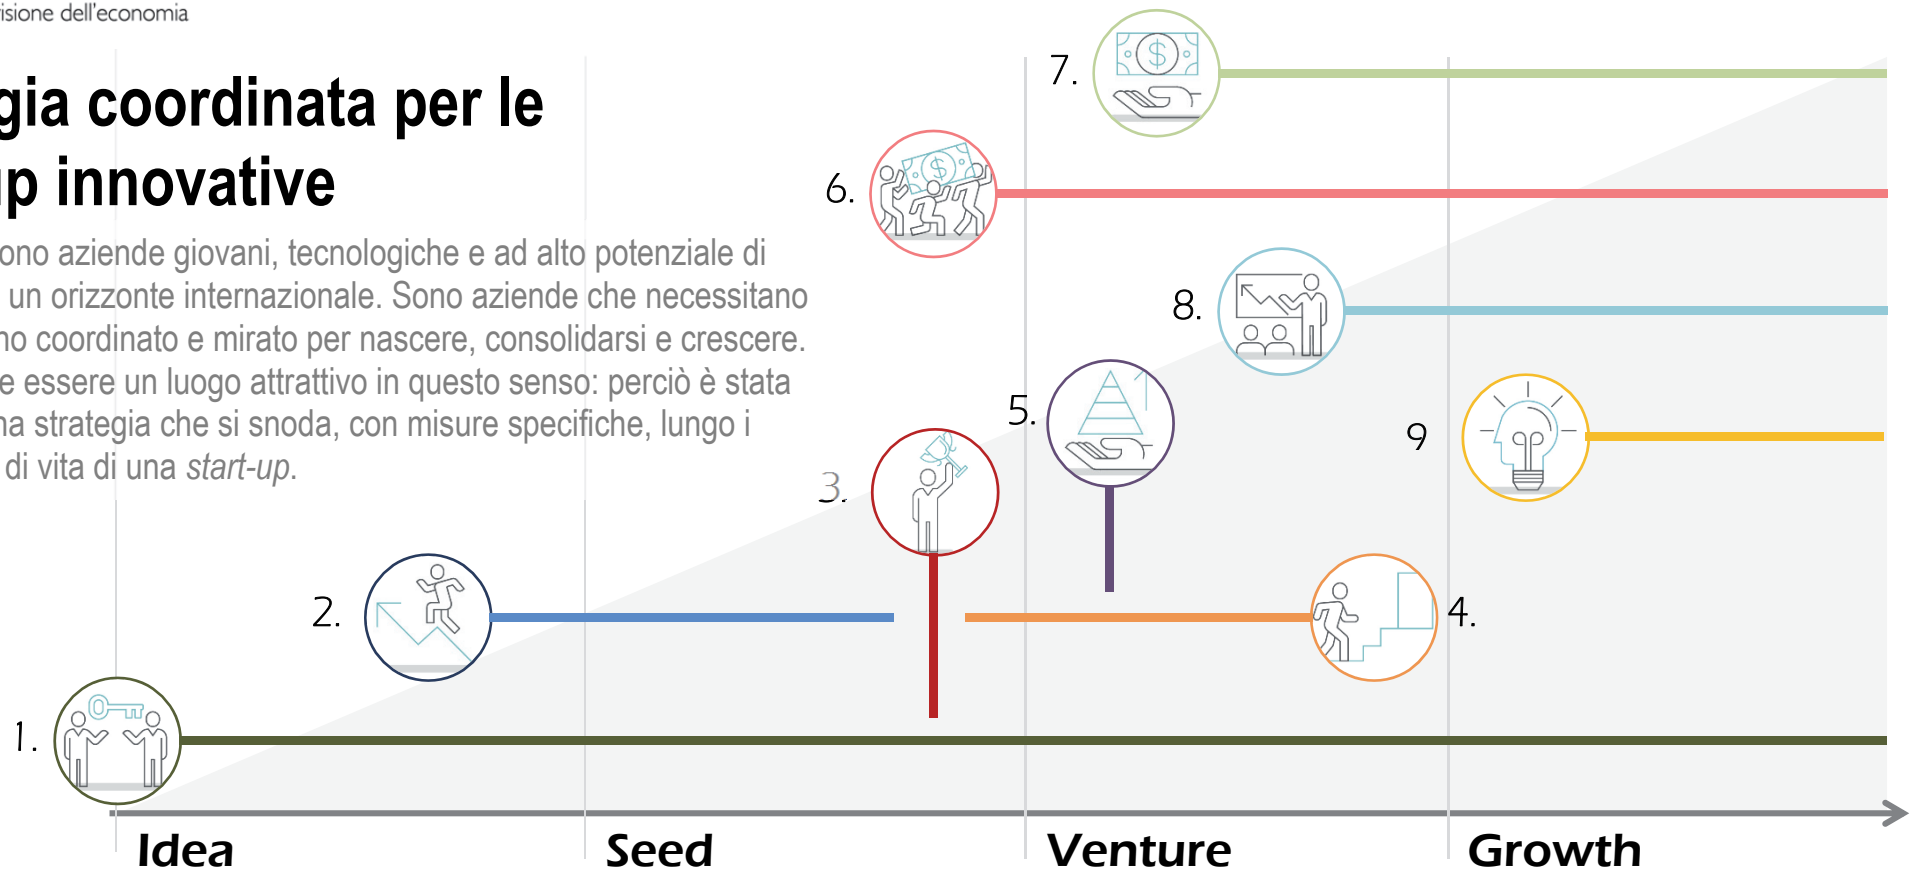 isione dell'economia
gia coordinata per le
up innovative
ono aziende giovani, tecnologiche e ad alto potenziale di
un orizzonte internazionale. Sono aziende che necessitano
no coordinato e mirato per nascere, consolidarsi e crescere.
e essere un luogo attrattivo in questo senso: perciò è stata
na strategia che si snoda, con misure specifiche, lungo i
di vita di una start-up.
7.
6.
8.
5.
9
3.
2.
4.
1.
Idea
Seed
Venture
Growth